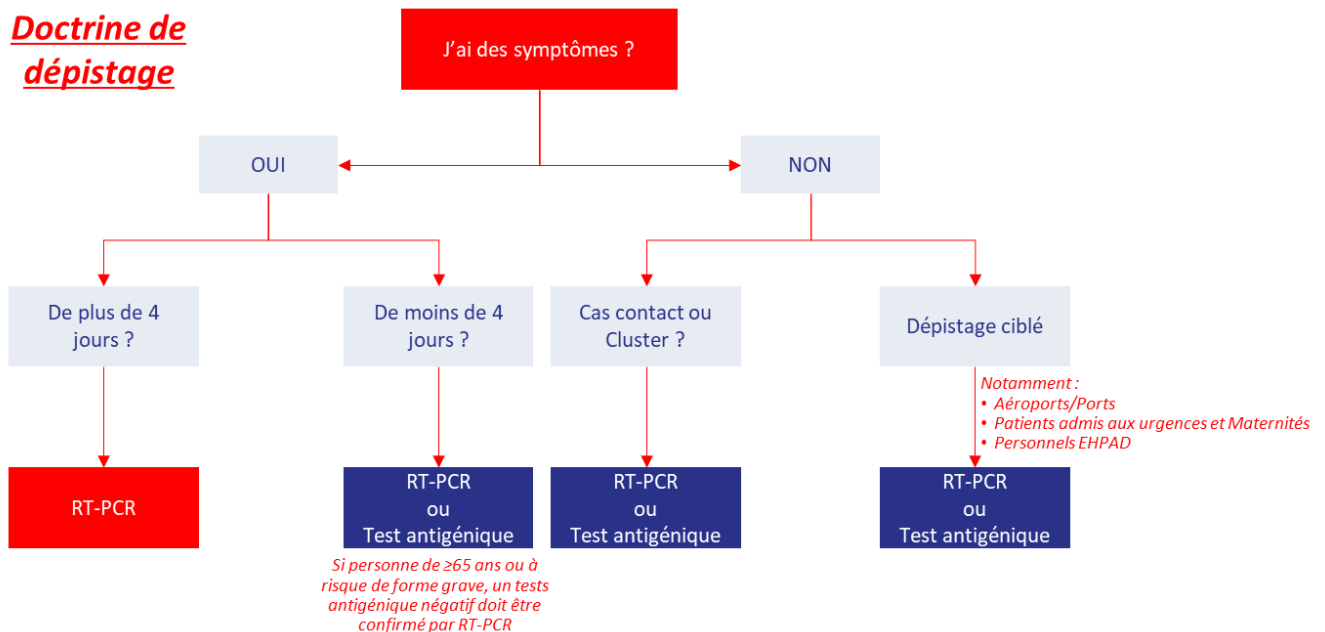 Doctrine de
dépistage
J'ai des symptômes ?
OUI
NON
De plus de 4
jours ?
De moins de 4
jours ?
Cas contact ou
Cluster ?
Dépistage ciblé
Notamment :
• Aéroports/Ports
• Patients admis aux urgences et Maternités
• Personnels EHPAD
RT-PCR
RT-PCR
ou
Test antigénique
RT-PCR
ou
Test antigénique
RT-PCR
ou
Test antigénique
Si personne de ≥65 ans ou à
risque de forme grave, un tests
antigénique négatif doit être
confirmé par RT-PCR